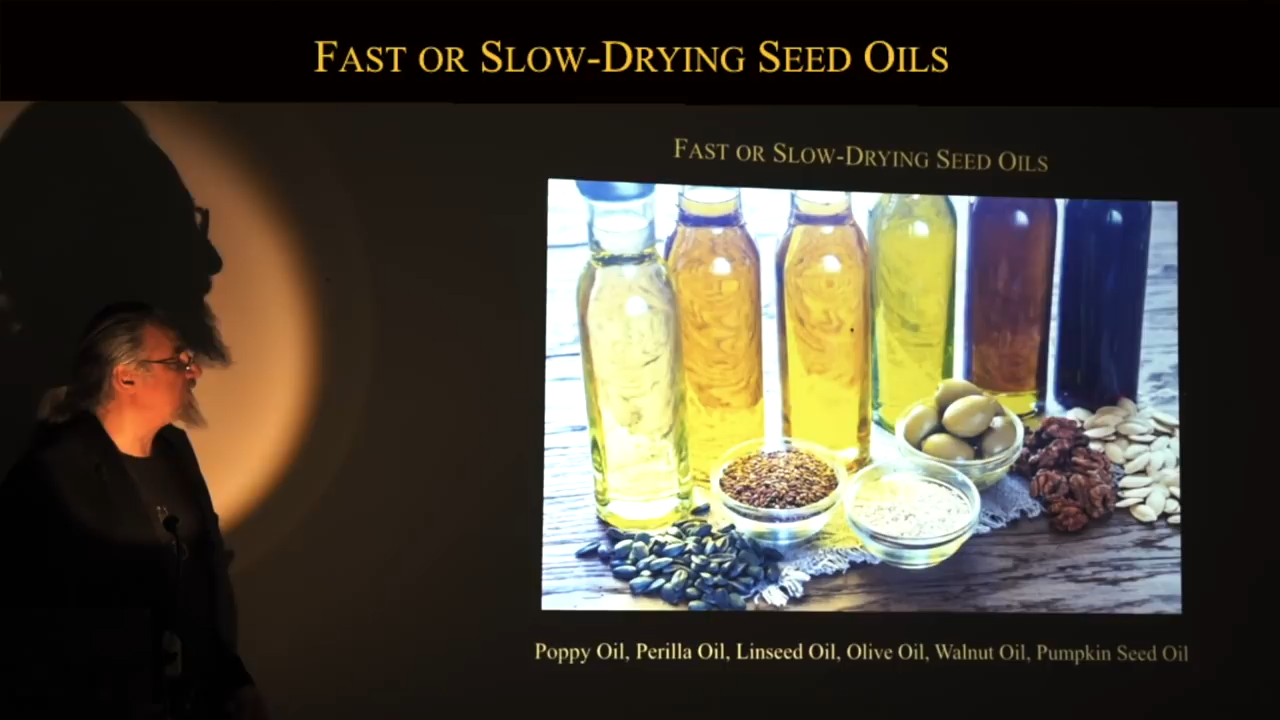 FAST OR SLOW-DRYING SEED OILS
FAST OR SLOW-DRYING SEED OILS
Poppy Oil, Perilla Oil, Linseed Oil, Olive Oil, Walnut Oil, Pumpkin Seed Oil